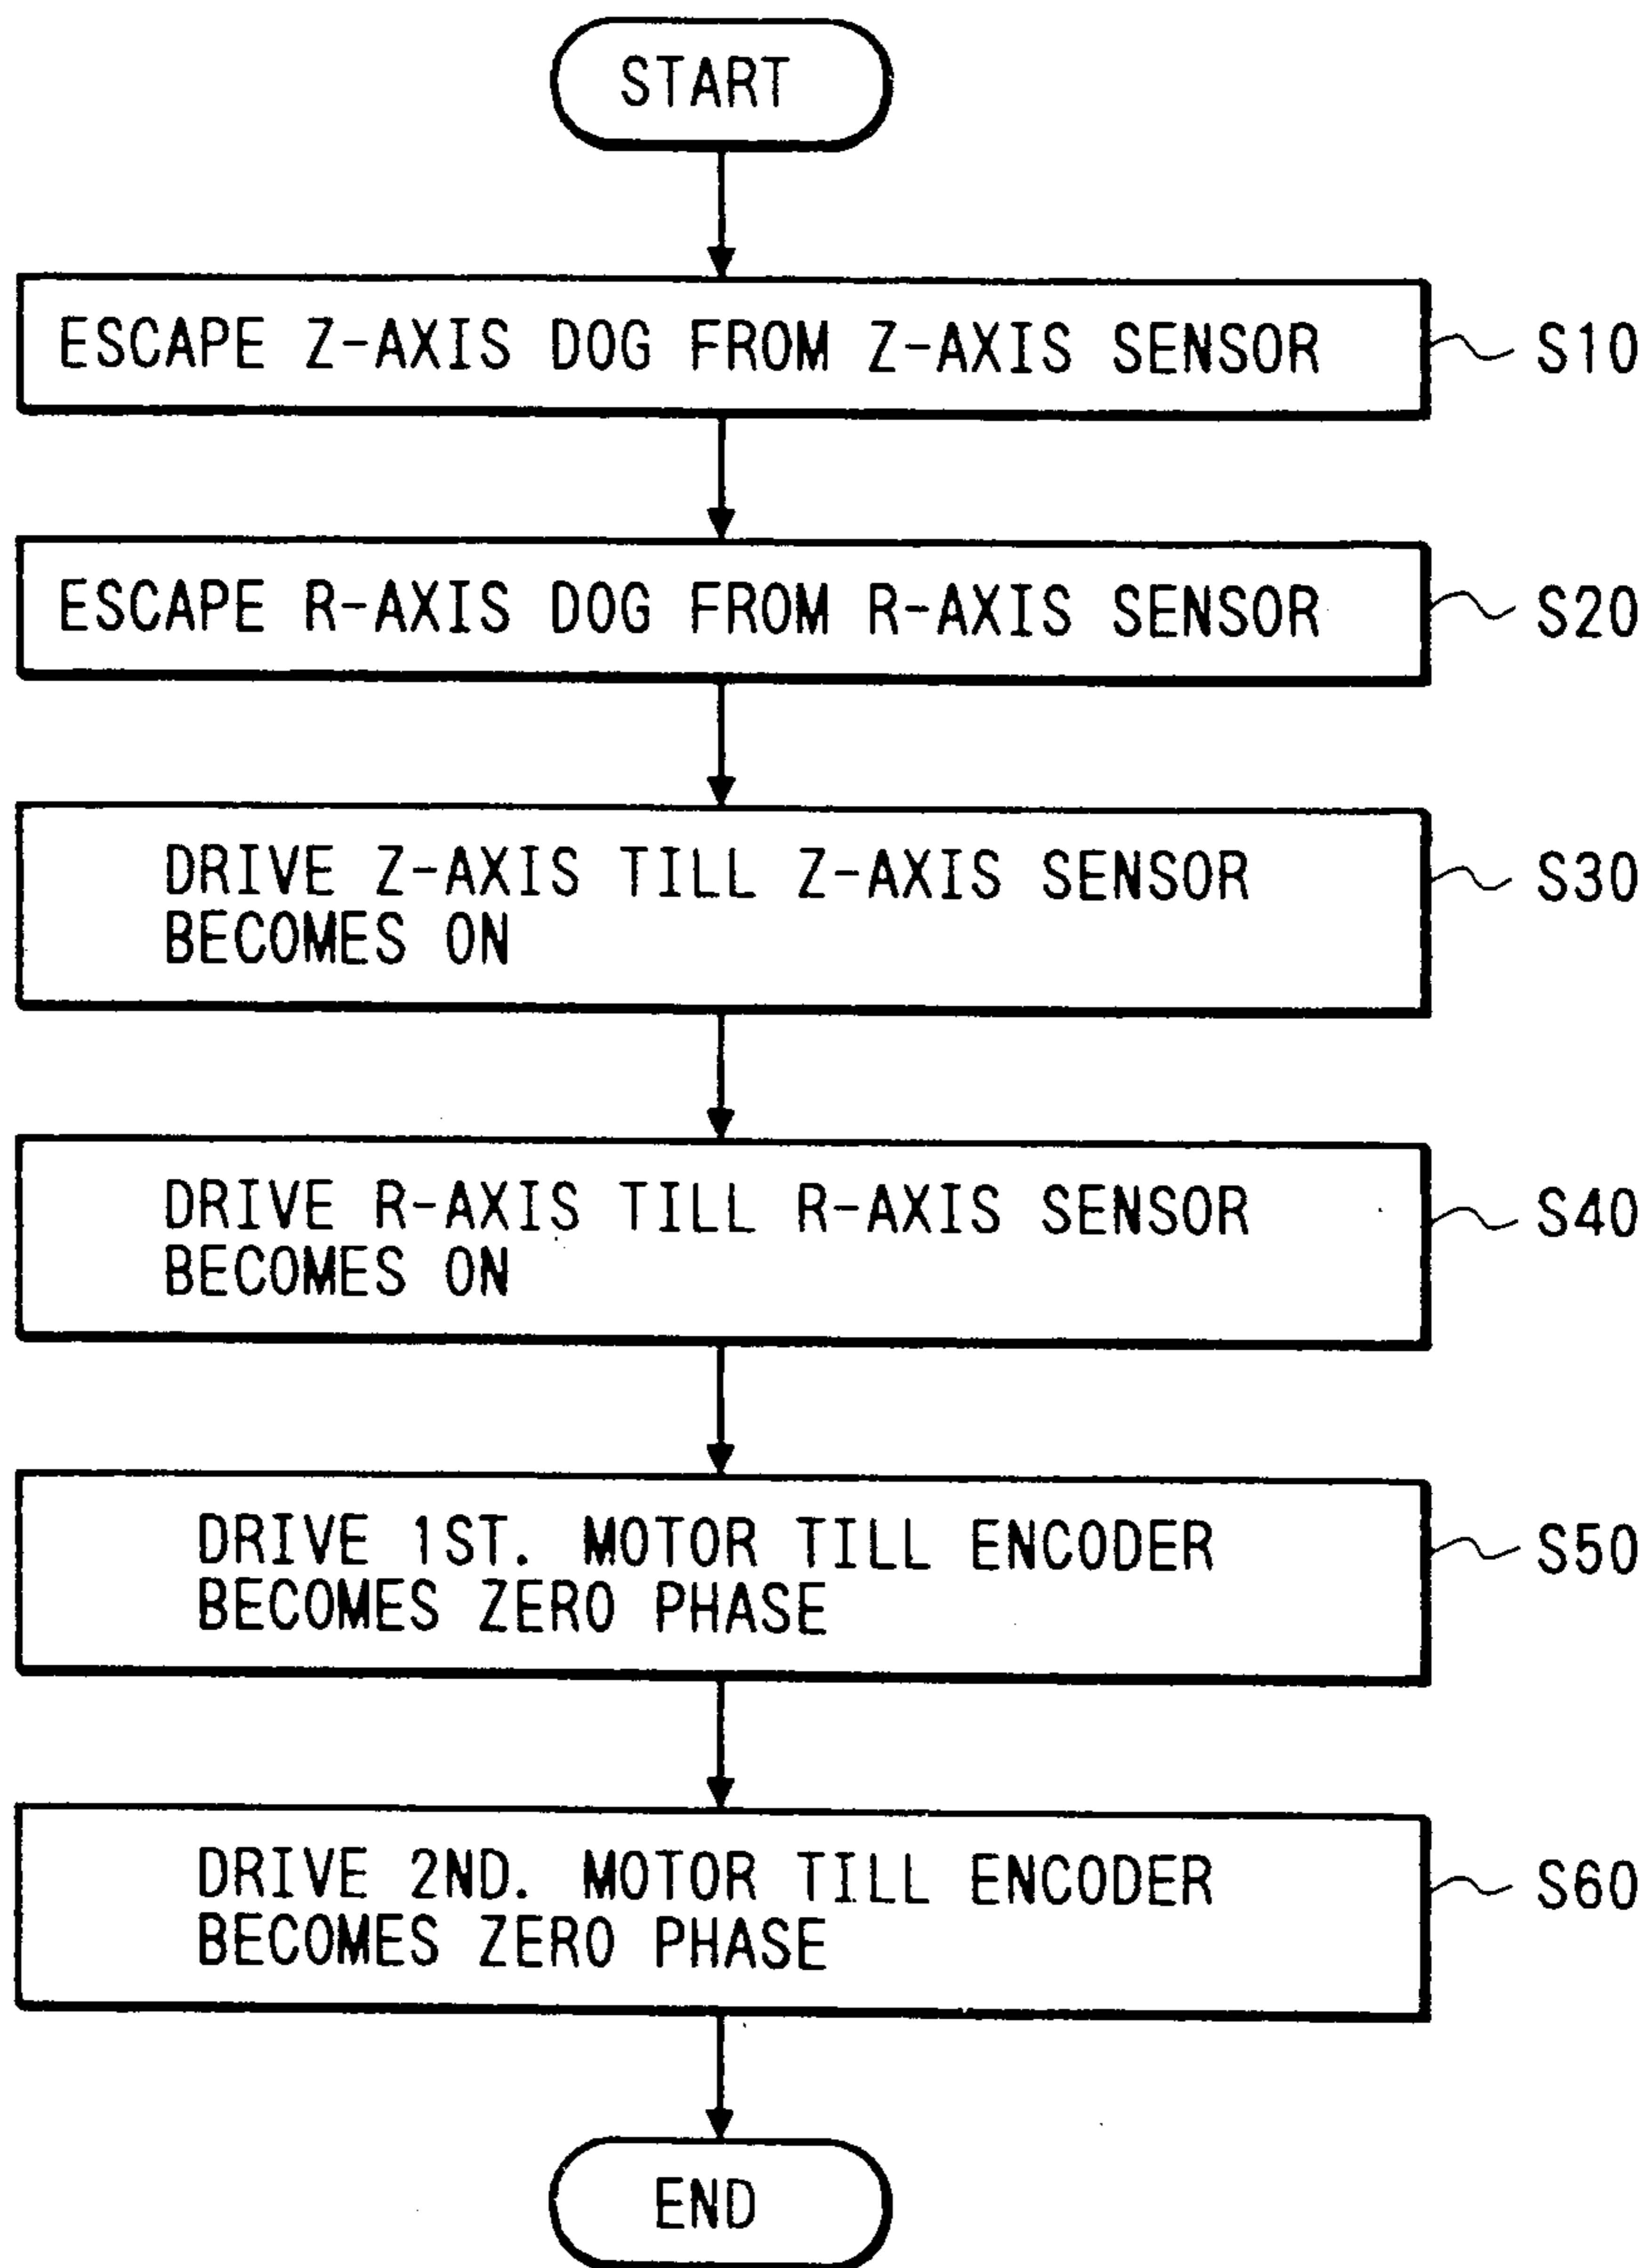 START
ESCAPE Z-AXIS DOG FROM Z-AXIS SENSOR
S10
ESCAPE R-AXIS DOG FROM R-AXIS SENSOR
S20
DRIVE Z-AXIS TILL Z-AXIS SENSOR
BECOMES ON
S30
DRIVE R-AXIS TILL R-AXIS SENSOR
BECOMES ON
S40
DRIVE 1ST. MOTOR TILL ENCODER
BECOMES ZERO PHASE
S50
DRIVE 2ND. MOTOR TILL ENCODER
BECOMES ZERO PHASE
S60
END